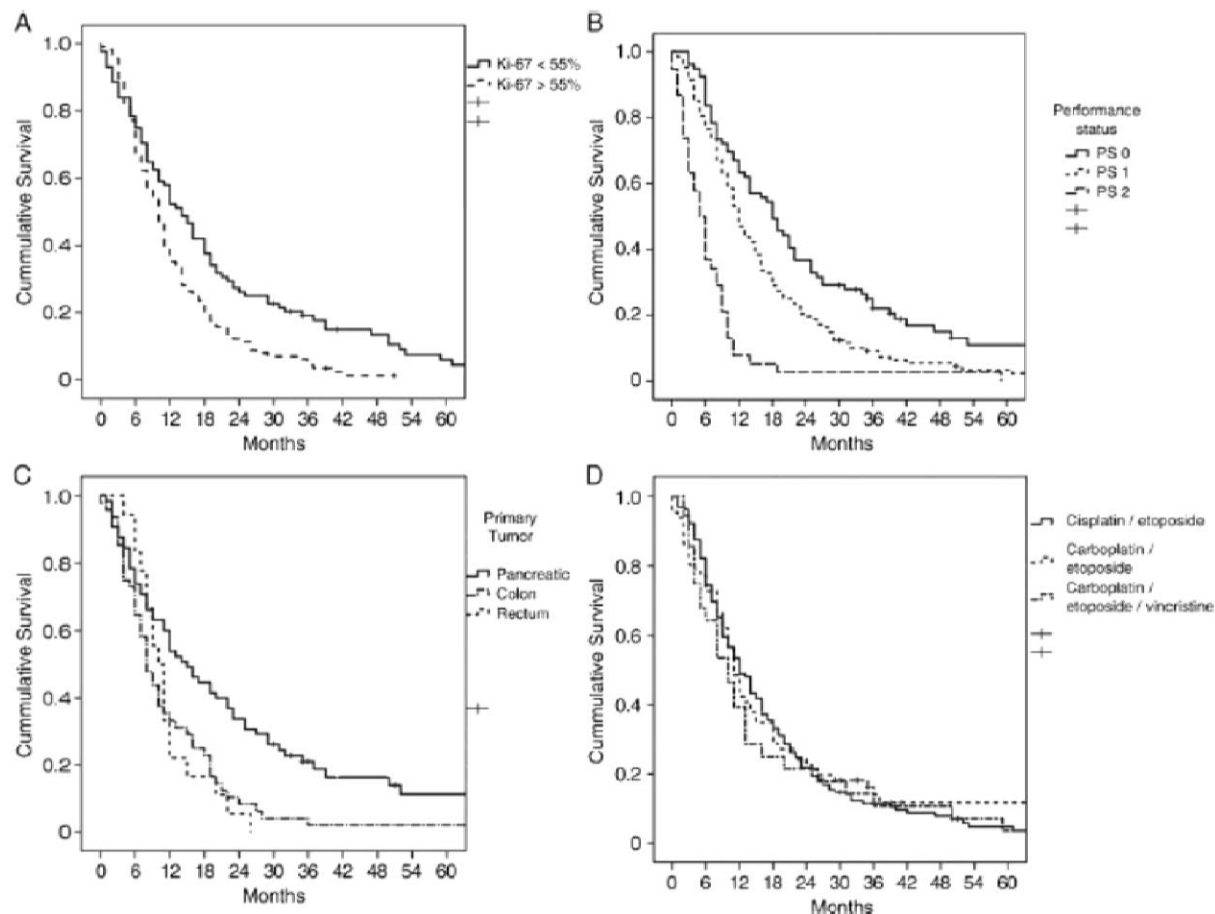 A
Cummulative Survival
1.0
0.8
0.6
0.4
0.2
0
0 6 12 18 24 30 36 42 48 54 60
Months
Ki-67 < 55%
Ki-67 > 55%
B
Cummulative Survival
1.0
0.8
0.6
0.4
0.2
0
0 6 12 18 24 30 36 42 48 54 60
Months
Performance
status
PS 0
PS 1
PS 2
C
Cummulative Survival
1.0
0.8
0.6
0.4
0.2
0
0 6 12 18 24 30 36 42 48 54 60
Months
Primary
Tumor
Pancreatic
Colon
Rectum
D
Cummulative Survival
1.0
0.8
0.6
0.4
0.2
0
0 6 12 18 24 30 36 42 48 54 60
Months
Cisplatin / etoposide
Carboplatin /
etoposide
Carboplatin /
etoposide / vincristine